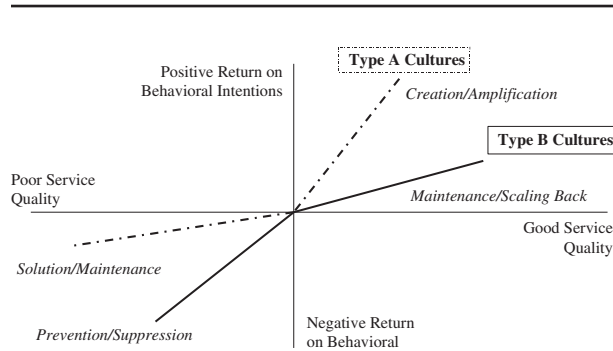 Type A Cultures
Positive Return on
Behavioral Intentions
Creation/Amplification
Type B Cultures
Poor Service
Quality
Maintenance/Scaling Back
Good Service
Quality
Solution/Maintenance
Prevention/Suppression
Negative Return
on Behavioral